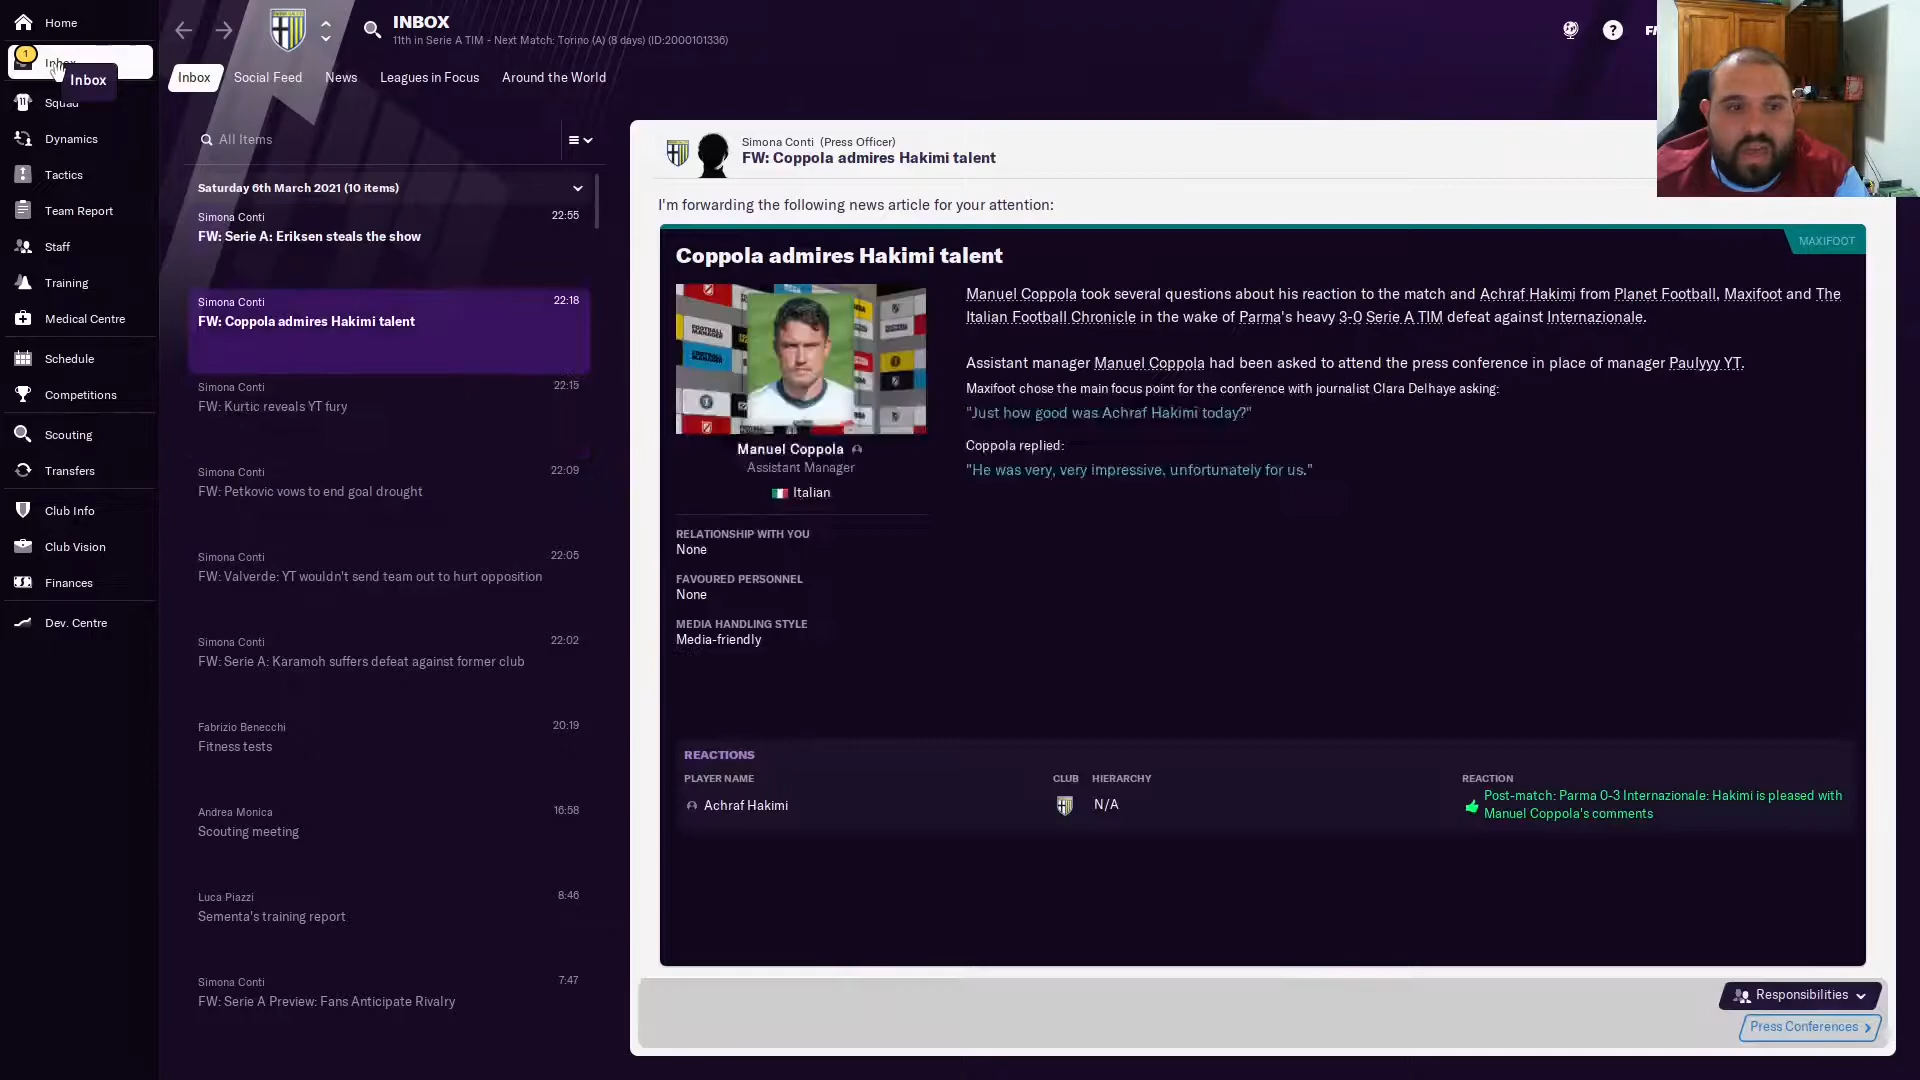 Home
Inbox
1
Inbox
Squad
Dynamics
Tactics
Team Report
Staff
Training
Medical Centre
Schedule
Competitions
Scouting
Transfers
Club Info
Club Vision
Finances
Dev. Centre
INBOX
11th in Serie A TIM - Next Match: Torino (A) (8 days) (ID:2000101336)
Inbox
Social Feed
News
Leagues in Focus
Around the World
All Items
Saturday 6th March 2021 (10 items)
Simona Conti 22:55
FW: Serie A: Eriksen steals the show
Simona Conti 22:18
FW: Coppola admires Hakimi talent
Simona Conti 22:15
FW: Kurtic reveals YT fury
Simona Conti 22:09
FW: Petkovic vows to end goal drought
Simona Conti 22:05
FW: Valverde: YT wouldn't send team out to hurt opposition
Simona Conti 22:02
FW: Serie A: Karamoh suffers defeat against former club
Fabrizio Benecchi 20:19
Fitness tests
Andrea Monica 16:58
Scouting meeting
Luca Piazzi 8:46
Sementa's training report
Simona Conti 7:47
FW: Serie A Preview: Fans Anticipate Rivalry
Simona Conti (Press Officer)
FW: Coppola admires Hakimi talent
I'm forwarding the following news article for your attention:
MAXIFOOT
Coppola admires Hakimi talent
Manuel Coppola
Assistant Manager
Italian
RELATIONSHIP WITH YOU
None
FAVOURED PERSONNEL
None
MEDIA HANDLING STYLE
Media-friendly
Manuel Coppola took several questions about his reaction to the match and Achraf Hakimi from Planet Football, Maxifoot and The
Italian Football Chronicle in the wake of Parma's heavy 3-0 Serie A TIM defeat against Internazionale.
Assistant manager Manuel Coppola had been asked to attend the press conference in place of manager Paulyyy YT.
Maxifoot chose the main focus point for the conference with journalist Clara Delhaye asking:
"Just how good was Achraf Hakimi today?"
Coppola replied:
"He was very, very impressive, unfortunately for us."
REACTIONS
PLAYER NAME CLUB HIERARCHY REACTION
Achraf Hakimi N/A Post-match: Parma 0-3 Internazionale: Hakimi is pleased with
Manuel Coppola's comments
Responsibilities
Press Conferences